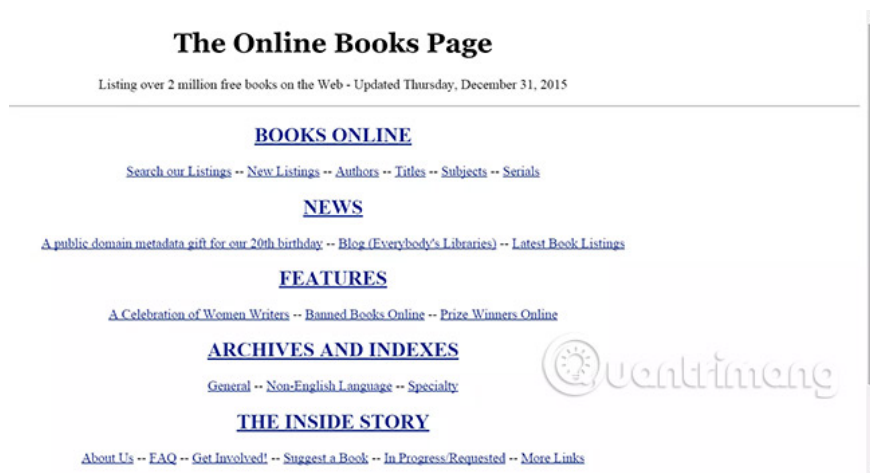 The Online Books Page
Listing over 2 million free books on the Web - Updated Thursday, December 31, 2015
BOOKS ONLINE
Search our Listings -- New Listings -- Authors -- Titles -- Subjects -- Serials
NEWS
A public domain metadata gift for our 20th birthday -- Blog (Everybody's Libraries) -- Latest Book Listings
FEATURES
A Celebration of Women Writers -- Banned Books Online -- Prize Winners Online
ARCHIVES AND INDEXES
General -- Non-English Language -- Specialty
Quantrimang
THE INSIDE STORY
About Us -- FAQ -- Get Involved! -- Suggest a Book -- In Progress/Requested -- More Links